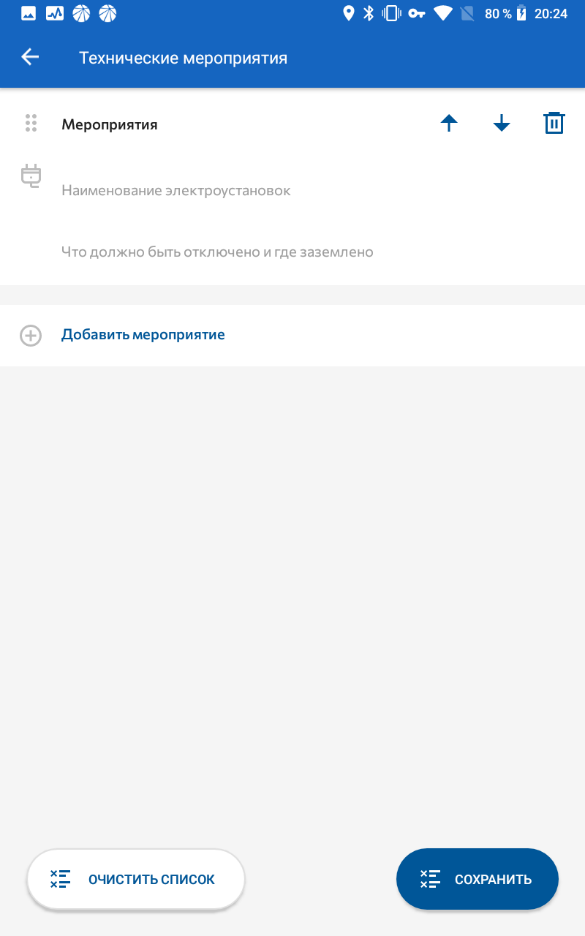 80 % 20:24
Технические мероприятия
Мероприятия
Наименование электроустановок
Что должно быть отключено и где заземлено
Добавить мероприятие
ОЧИСТИТЬ СПИСОК
СОХРАНИТЬ